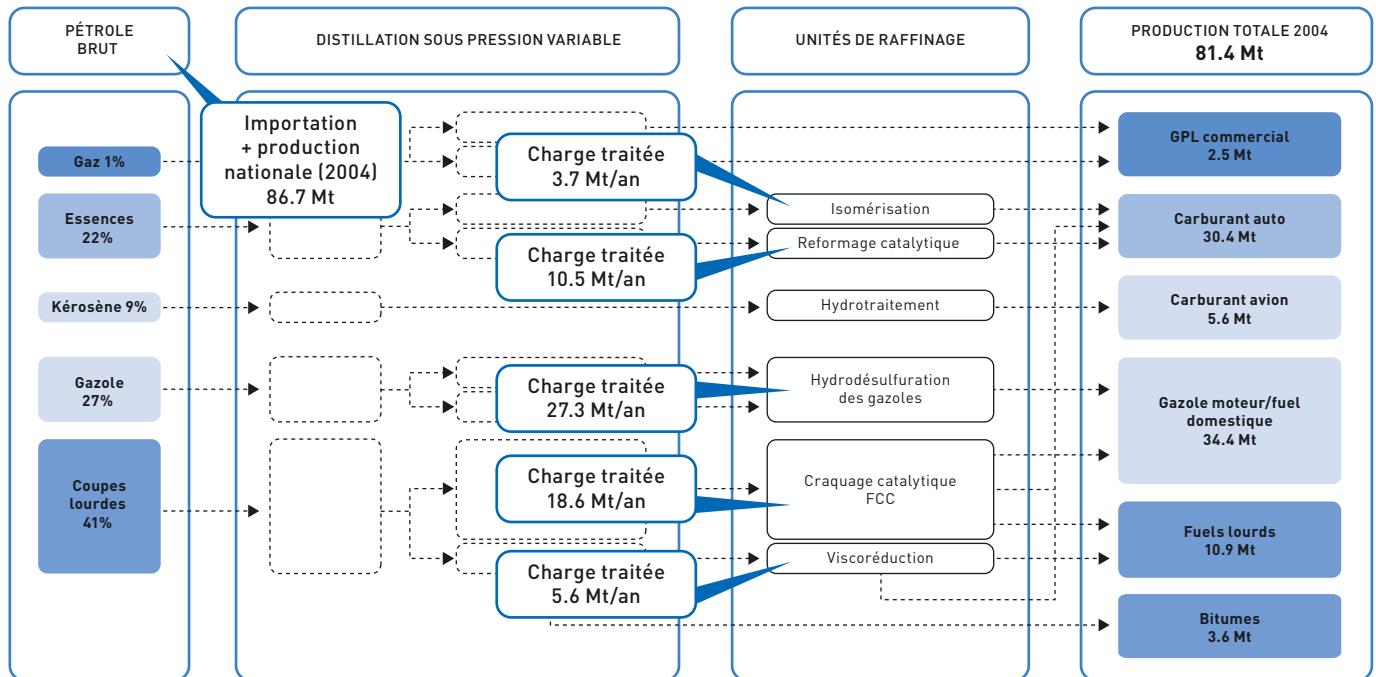 PÉTROLE
BRUT
DISTILLATION SOUS PRESSION VARIABLE
UNITÉS DE RAFFINAGE
PRODUCTION TOTALE 2004
81.4 Mt
Importation
+ production
nationale (2004)
86.7 Mt
Gaz 1%
Essences
22%
Kérosène 9%
Gazole
27%
Coupes
lourdes
41%
Charge traitée
3.7 Mt/an
Charge traitée
10.5 Mt/an
Charge traitée
27.3 Mt/an
Charge traitée
18.6 Mt/an
Charge traitée
5.6 Mt/an
Isomérisation
Reformage catalytique
Hydrotraitement
Hydrodésulfuration
des gazoles
Craquage catalytique
FCC
Viscoréduction
GPL commercial
2.5 Mt
Carburant auto
30.4 Mt
Carburant avion
5.6 Mt
Gazole moteur/fuel
domestique
34.4 Mt
Fuels lourds
10.9 Mt
Bitumes
3.6 Mt